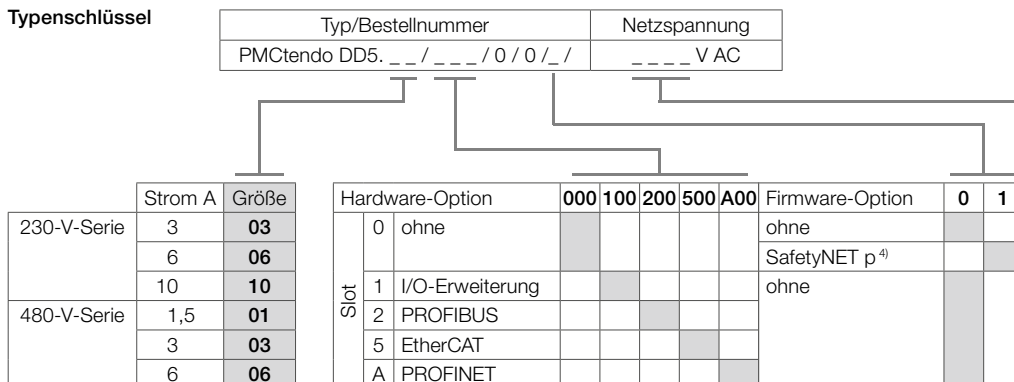 Typenschlüssel
Typ/Bestellnummer Netzspannung
PMCtendo DD5. _ _ / _ _ _ / 0 / 0 /_ / _ _ _ _ V AC
Strom A Größe Hardware-Option 000 100 200 500 A00 Firmware-Option 0 1
230-V-Serie 3 03 Slot 0 ohne ohne
6 06 SafetyNET p 4)
10 10 1 I/O-Erweiterung ohne
480-V-Serie 1,5 01 2 PROFIBUS
3 03 5 EtherCAT
6 06 A PROFINET